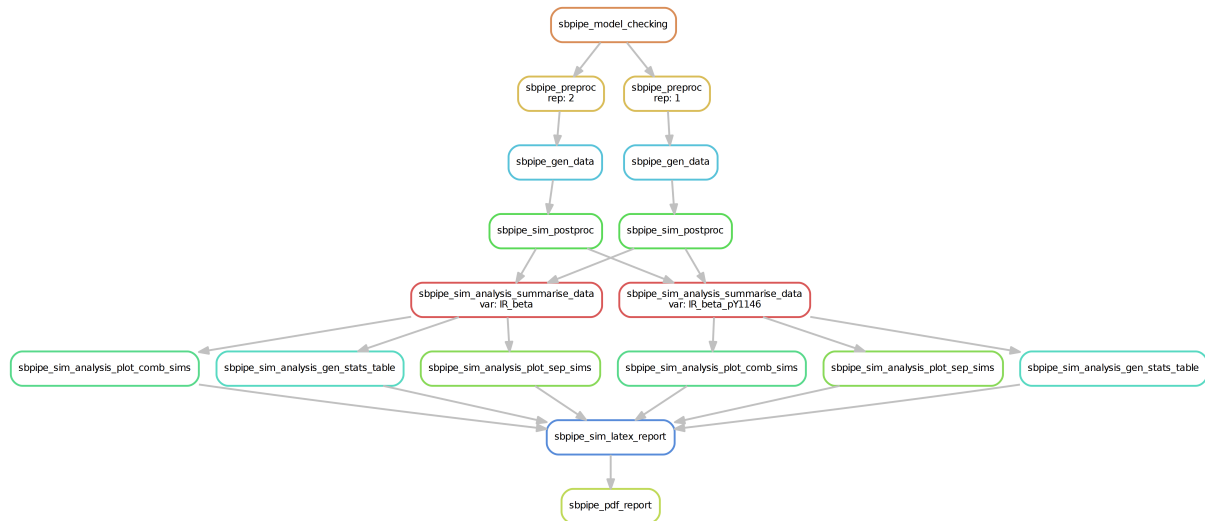 sbpipe_model_checking
sbpipe_preproc
rep: 2
sbpipe_preproc
rep: 1
sbpipe_gen_data
sbpipe_gen_data
sbpipe_sim_postproc
sbpipe_sim_postproc
sbpipe_sim_analysis_summarise_data
var: IR_beta
sbpipe_sim_analysis_summarise_data
var: IR_beta_pY1146
sbpipe_sim_analysis_plot_comb_sims
sbpipe_sim_analysis_gen_stats_table
sbpipe_sim_analysis_plot_sep_sims
sbpipe_sim_analysis_plot_comb_sims
sbpipe_sim_analysis_plot_sep_sims
sbpipe_sim_analysis_gen_stats_table
sbpipe_sim_latex_report
sbpipe_pdf_report